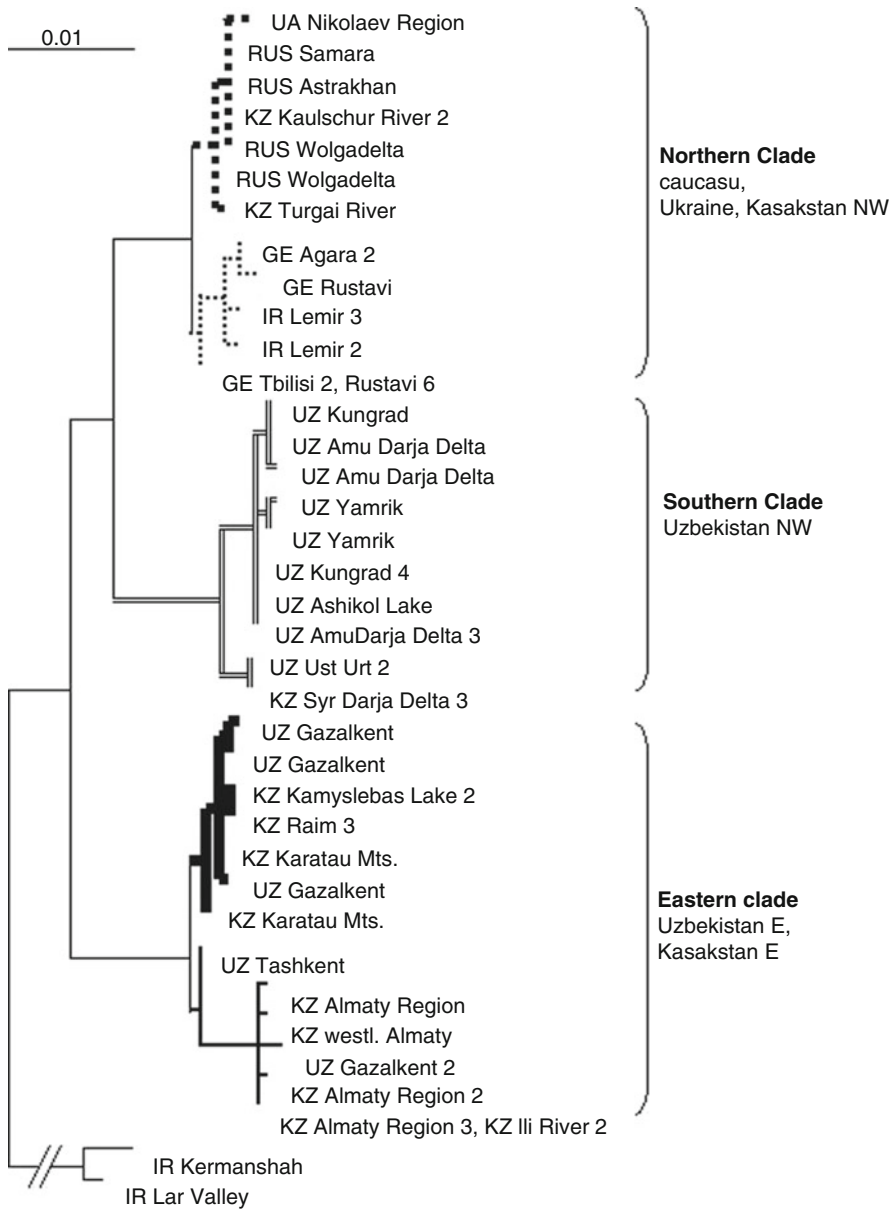 0.01
UA Nikolaev Region
RUS Samara
RUS Astrakhan
KZ Kaulschur River 2
RUS Wolgadelta
RUS Wolgadelta
KZ Turgai River
GE Agara 2
GE Rustavi
IR Lemir 3
IR Lemir 2
GE Tbilisi 2, Rustavi 6
Northern Clade
caucasu,
Ukraine, Kasakstan NW
UZ Kungrad
UZ Amu Darja Delta
UZ Amu Darja Delta
UZ Yamrik
UZ Yamrik
UZ Kungrad 4
UZ Ashikol Lake
UZ AmuDarja Delta 3
UZ Ust Urt 2
KZ Syr Darja Delta 3
Southern Clade
Uzbekistan NW
UZ Gazalkent
UZ Gazalkent
KZ Kamyslebas Lake 2
KZ Raim 3
KZ Karatau Mts.
UZ Gazalkent
KZ Karatau Mts.
UZ Tashkent
KZ Almaty Region
KZ westl. Almaty
UZ Gazalkent 2
KZ Almaty Region 2
KZ Almaty Region 3, KZ Ili River 2
Eastern clade
Uzbekistan E,
Kasakstan E
IR Kermanshah
IR Lar Valley